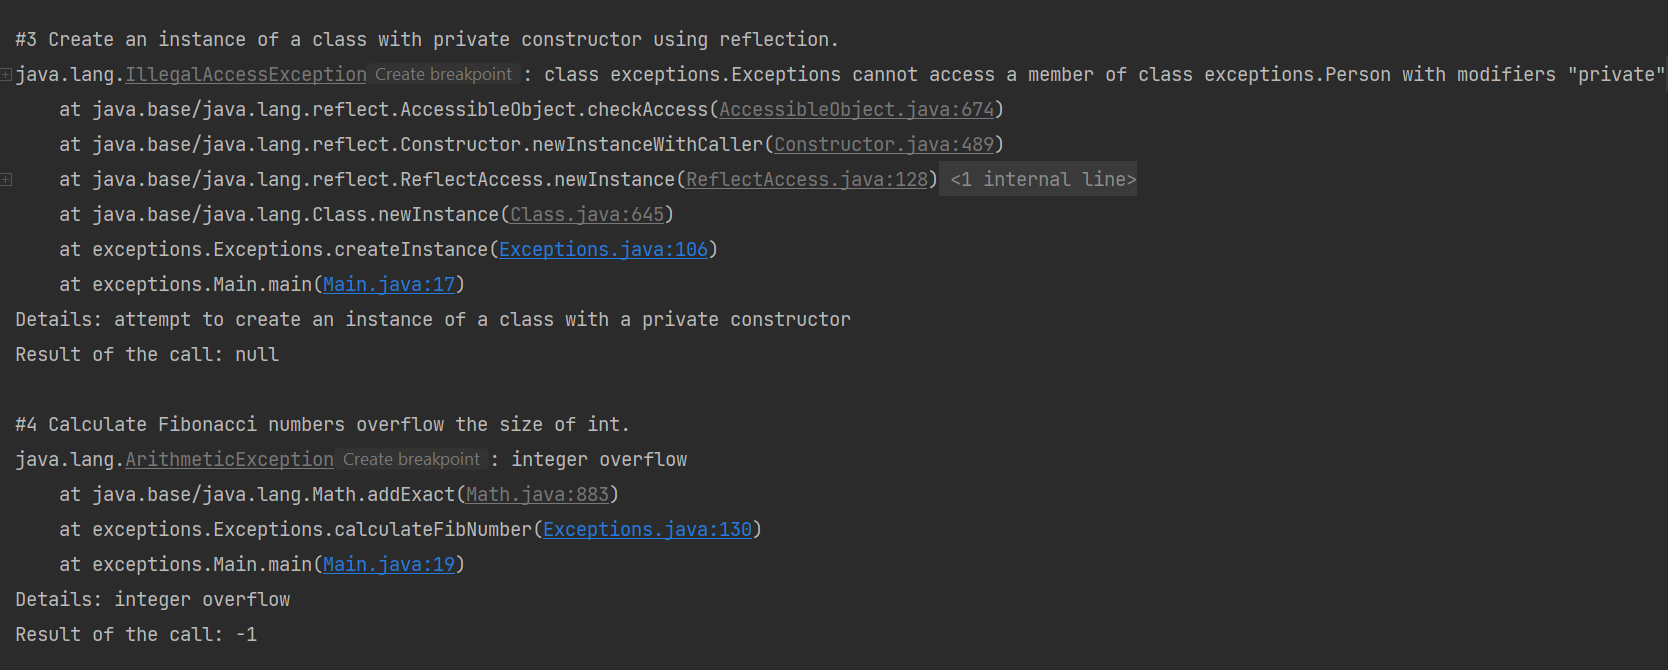 #3 Create an instance of a class with private constructor using reflection.
java.lang.IllegalAccessException Create breakpoint : class exceptions.Exceptions cannot access a member of class exceptions.Person with modifiers "private"
    at java.base/java.lang.reflect.AccessibleObject.checkAccess(AccessibleObject.java:674)
    at java.base/java.lang.reflect.Constructor.newInstanceWithCaller(Constructor.java:489)
    at java.base/java.lang.reflect.ReflectAccess.newInstance(ReflectAccess.java:128) <1 internal line>
    at java.base/java.lang.Class.newInstance(Class.java:645)
    at exceptions.Exceptions.createInstance(Exceptions.java:106)
    at exceptions.Main.main(Main.java:17)
Details: attempt to create an instance of a class with a private constructor
Result of the call: null
#4 Calculate Fibonacci numbers overflow the size of int.
java.lang.ArithmeticException Create breakpoint : integer overflow
    at java.base/java.lang.Math.addExact(Math.java:883)
    at exceptions.Exceptions.calculateFibNumber(Exceptions.java:130)
    at exceptions.Main.main(Main.java:19)
Details: integer overflow
Result of the call: -1